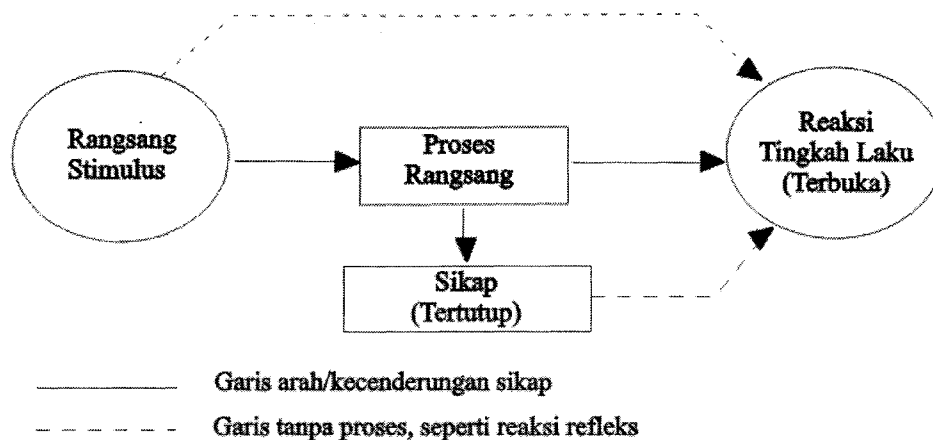 Rangsang
Stimulus
Proses
Rangsang
Reaksi
Tingkah Laku
(Terbuka)
Sikap
(Tertutup)
Garis arah/kecenderungan sikap
Garis tanpa proses, seperti reaksi refleks